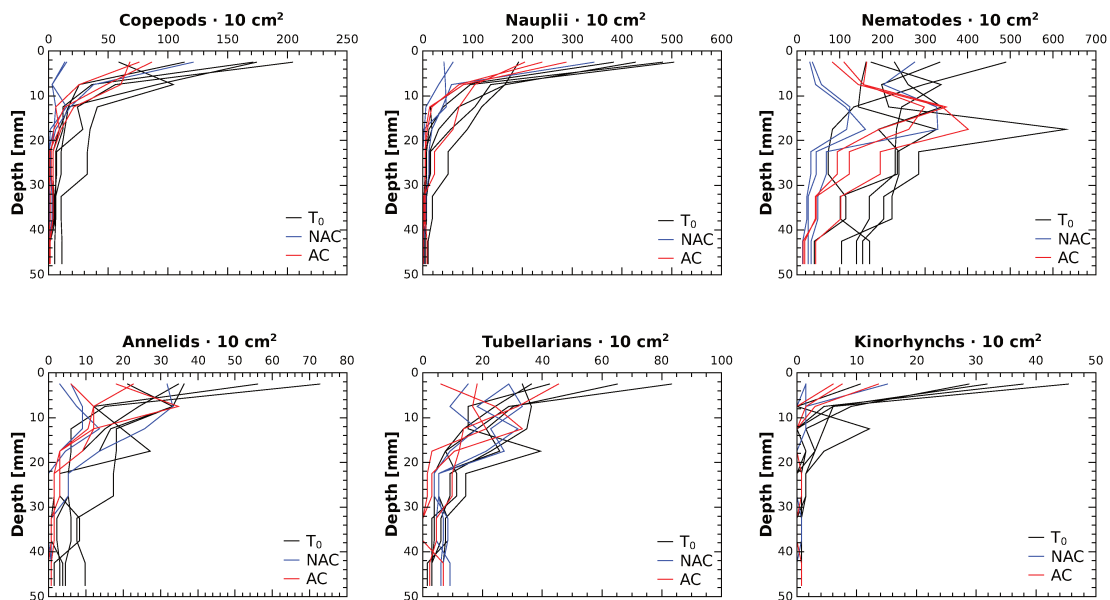 Copepods · 10 cm²
Nauplii · 10 cm²
Nematodes · 10 cm²
0 50 100 150 200 250
0 100 200 300 400 500 600
0 100 200 300 400 500 600 700
Depth [mm]
0
10
20
30
40
50
T₀
NAC
AC
Depth [mm]
0
10
20
30
40
50
T₀
NAC
AC
Depth [mm]
0
10
20
30
40
50
T₀
NAC
AC
Annelids · 10 cm²
Tubellarians · 10 cm²
Kinorhynchs · 10 cm²
0 10 20 30 40 50 60 70 80
0 20 40 60 80 100
0 10 20 30 40 50
Depth [mm]
0
10
20
30
40
50
T₀
NAC
AC
Depth [mm]
0
10
20
30
40
50
T₀
NAC
AC
Depth [mm]
0
10
20
30
40
50
T₀
NAC
AC